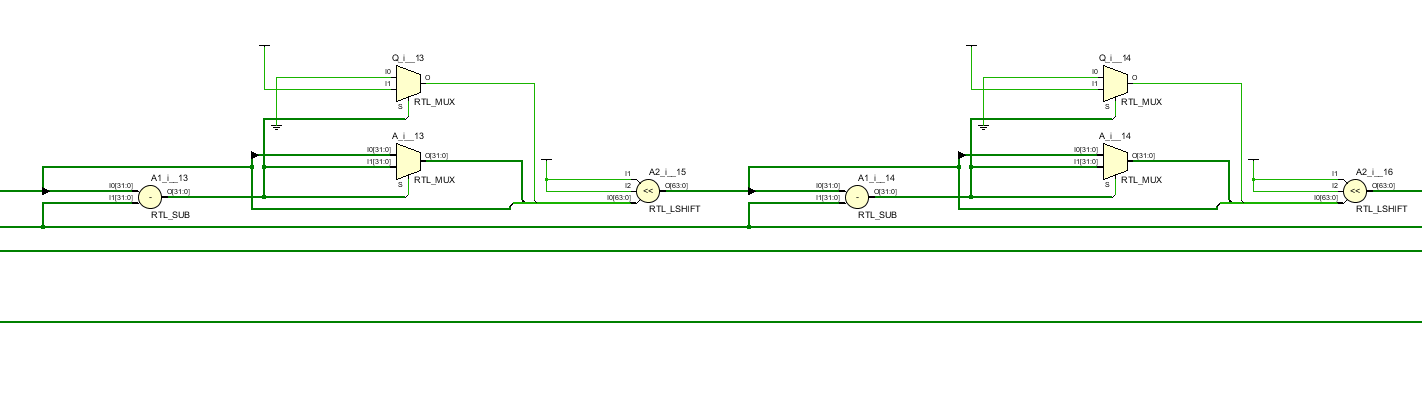 Q_i__13
I0
I1
O
S
RTL_MUX
A_i__13
I0[31:0]
I1[31:0]
O[31:0]
S
RTL_MUX
A1_i__13
I0[31:0]
I1[31:0]
O[31:0]
-
RTL_SUB
A2_i__15
I1
I2
I0[63:0]
<<
O[63:0]
RTL_LSHIFT
Q_i__14
I0
I1
O
S
RTL_MUX
A_i__14
I0[31:0]
I1[31:0]
O[31:0]
S
RTL_MUX
A1_i__14
I0[31:0]
I1[31:0]
O[31:0]
-
RTL_SUB
A2_i__16
I1
I2
I0[63:0]
<<
O[63:0]
RTL_LSHIFT